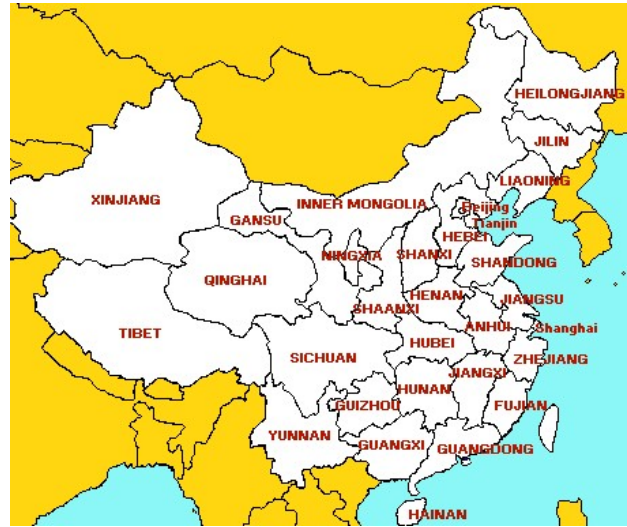 HEILONGJIANG
JILIN
LIAONING
XINJIANG
INNER MONGOLIA
Beijing
GANSU
Tianjin
HEBEI
NINGXIA
SHANXI
SHANDONG
QINGHAI
HENAN
JIANGSU
SHAANXI
ANHUI
Shanghai
TIBET
HUBEI
SICHUAN
ZHEJIANG
JIANGXI
HUNAN
GUIZHOU
FUJIAN
YUNNAN
GUANGXI
GUANGDONG
HAINAN